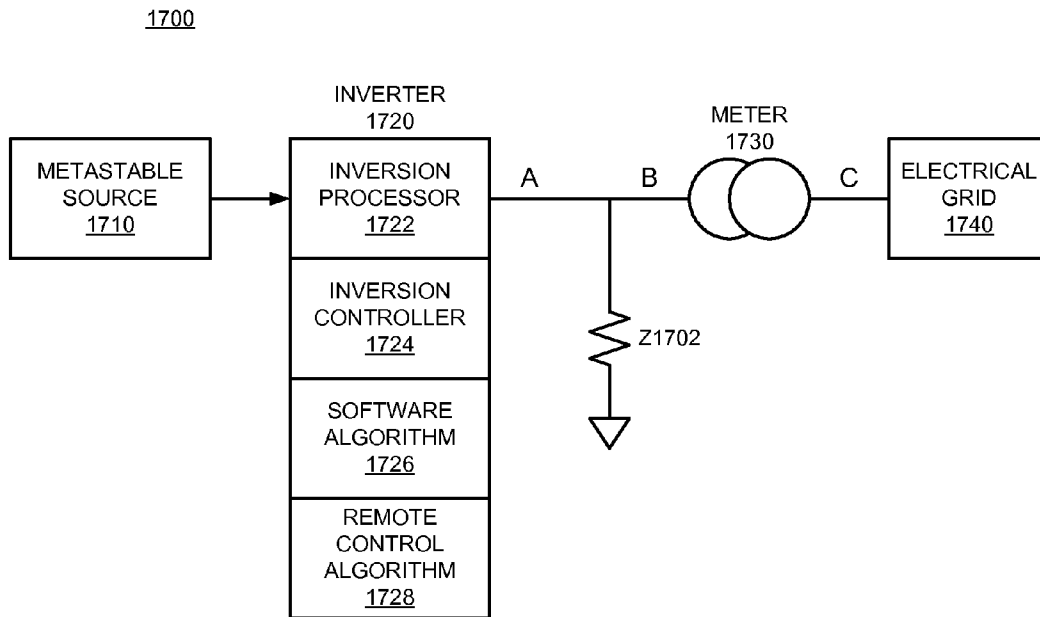 1700
INVERTER
1720
METER
1730
METASTABLE
SOURCE
1710
INVERSION
PROCESSOR
1722
A
B
C
ELECTRICAL
GRID
1740
INVERSION
CONTROLLER
1724
Z1702
SOFTWARE
ALGORITHM
1726
REMOTE
CONTROL
ALGORITHM
1728